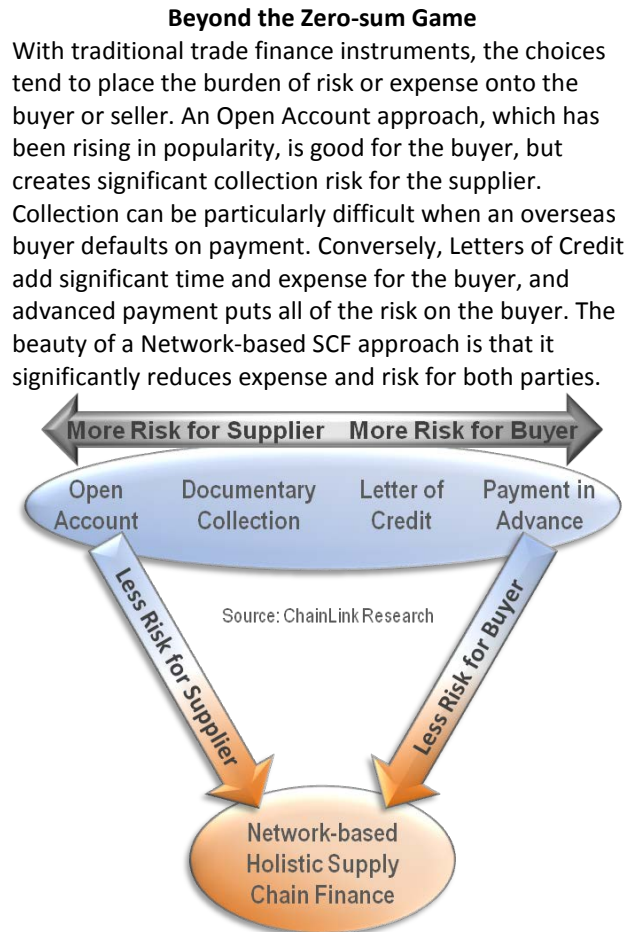 Beyond the Zero-sum Game
With traditional trade finance instruments, the choices
tend to place the burden of risk or expense onto the
buyer or seller. An Open Account approach, which has
been rising in popularity, is good for the buyer, but
creates significant collection risk for the supplier.
Collection can be particularly difficult when an overseas
buyer defaults on payment. Conversely, Letters of Credit
add significant time and expense for the buyer, and
advanced payment puts all of the risk on the buyer. The
beauty of a Network-based SCF approach is that it
significantly reduces expense and risk for both parties.
More Risk for Supplier More Risk for Buyer
Open
Account
Documentary
Collection
Letter of
Credit
Payment in
Advance
Less Risk for Supplier
Source: ChainLink Research
Less Risk for Buyer
Network-based
Holistic Supply
Chain Finance